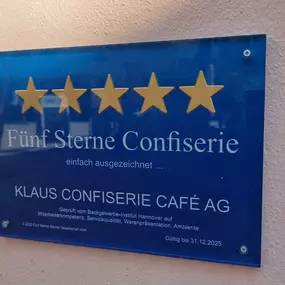 Fünf Sterne Confiserie
einfach ausgezeichnet ...
KLAUS CONFISERIE CAFÉ AG
Geprüft vom Backgewerbe-Institut Hannover auf
Mitarbeiterkompetenz, Servicequalität, Warenpräsentation, Ambiente
Gültig bis 31.12.2025